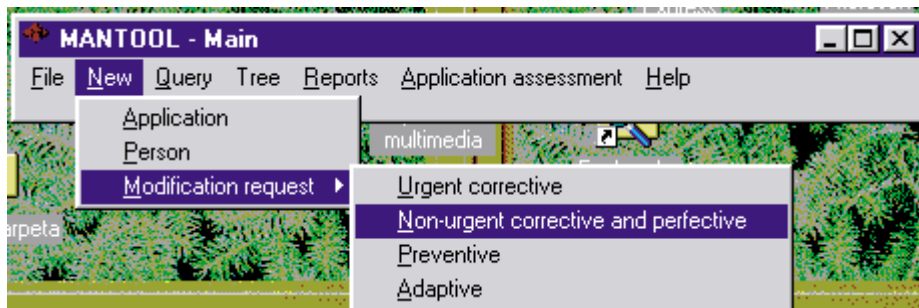 MANTOOL - Main
File New Query Tree Reports Application assessment Help
Application
Person
Modification request
Urgent corrective
Non-urgent corrective and perfective
Preventive
Adaptive
multimedia
arpeta